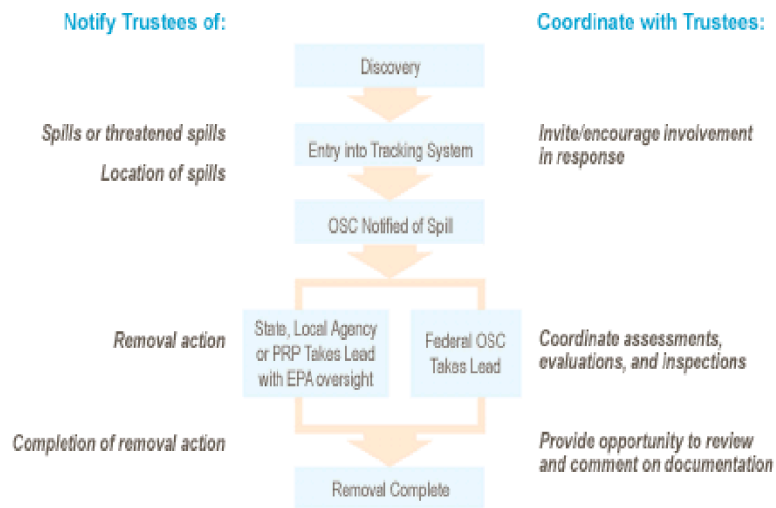 Notify Trustees of:
Coordinate with Trustees:
Discovery
Spills or threatened spills
Location of spills
Entry into Tracking System
Invite/encourage involvement
in response
OSC Notified of Spill
Removal action
State, Local Agency
or PRP Takes Lead
with EPA oversight
Federal OSC
Takes Lead
Coordinate assessments,
evaluations, and inspections
Completion of removal action
Provide opportunity to review
and comment on documentation
Removal Complete